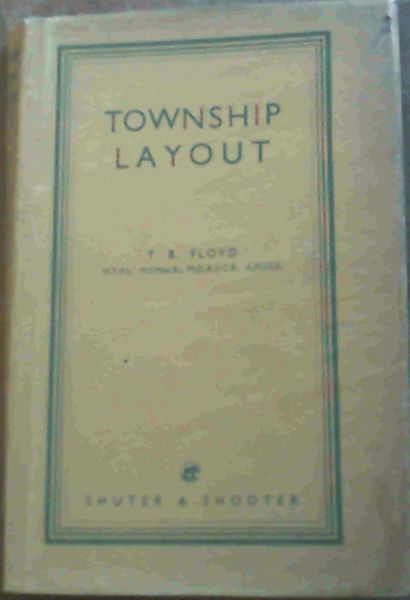 TOWNSHIP
LAYOUT
T. B. FLOYD
SHUTER & SHOOTER